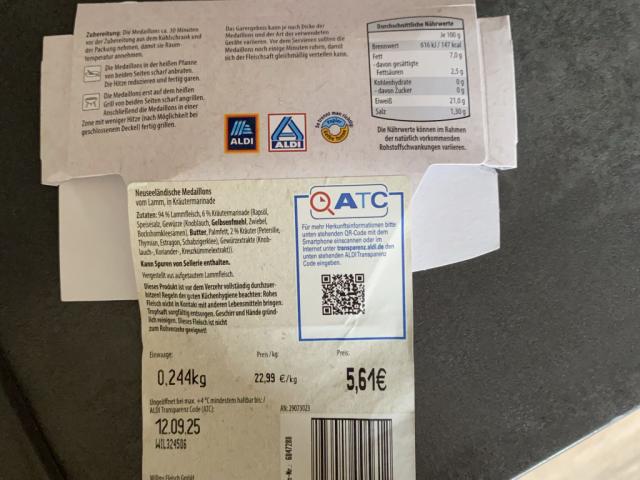 Zubereitung: Die Medaillons ca. 30 Minuten
vor der Zubereitung aus dem Kühlschrank und
der Packung nehmen, damit sie Raum-
temperatur annehmen.
Die Medaillons in der heißen Pfanne
von beiden Seiten scharf anbraten.
Die Hitze reduzieren und fertig garen.
Die Medaillons erst auf dem heißen
Grill von beiden Seiten scharf angrillen.
Anschließend die Medaillons in einer
Zone mit weniger Hitze (nach Möglichkeit bei
geschlossenem Deckel) fertig grillen.
Das Garergebnis kann je nach Dicke der
Medaillons und der Art der verwendeten
Geräte variieren. Vor dem Servieren sollten die
Medaillons noch einige Minuten ruhen, damit
sich der Fleischsaft gleichmäßig verteilen kann.
ALDI
ALDI
Durchschnittliche Nährwerte
Je 100 g
Brennwert 616 kJ / 147 kcal
Fett 7,0 g
- davon gesättigte
Fettsäuren 2,5 g
Kohlenhydrate 0 g
- davon Zucker 0 g
Eiweiß 21,0 g
Salz 1,30 g
Die Nährwerte können im Rahmen
der natürlich vorkommenden
Rohstoffschwankungen variieren.
Neuseeländische Medaillons
vom Lamm, in Kräutermarinade
Zutaten: 94 % Lammfleisch, 6 % Kräutermarinade (Rapsöl,
Speisesalz, Gewürze (Knoblauch, Gelbsenfmehl, Zwiebel,
Bockshornkleesamen), Butter, Palmfett, 2 % Kräuter (Petersilie,
Thymian, Estragon, Schabzigerklee), Gewürzextrakte (Knob-
lauch-, Koriander-, Kreuzkümmelextrakt)).
Kann Spuren von Sellerie enthalten.
Hergestellt aus aufgetautem Lammfleisch.
Dieses Produkt ist vor dem Verzehr vollständig durchzuer-
hitzen! Regeln der guten Küchenhygiene beachten: Rohes
Fleisch nicht in Kontakt mit anderen Lebensmitteln bringen.
Tropfsaft sorgfältig entsorgen. Geschirr und Hände gründ-
lich reinigen. Dieses Fleisch ist nicht
zum Rohverzehr geeignet!
ATC
Für mehr Herkunftsinformationen bitte
unten stehenden QR-Code mit dem
Smartphone einscannen oder im
Internet unter transparenz.aldi.de den
unten stehenden ALDI Transparenz
Code eingeben.
Einwaage: Preis/kg: Preis:
0,244kg 22,99 €/kg 5,61€
Ungeöffnet bei max. +4°C mindestens haltbar bis: /
ALDI Transparenz Code (ATC):
AN: 29073023
12.09.25
WIL324506
6847288